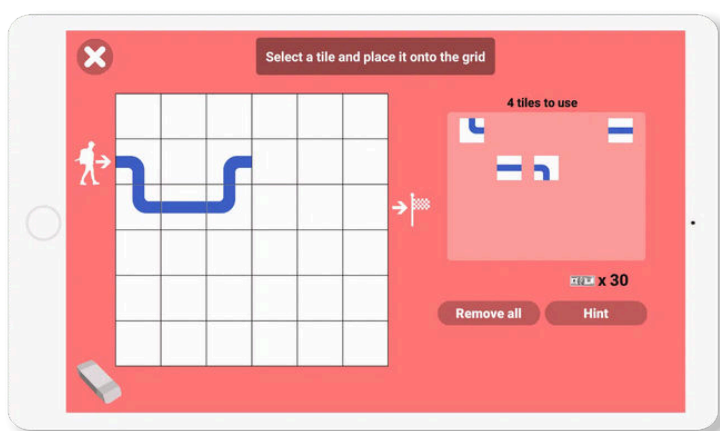 Select a tile and place it onto the grid
4 tiles to use
x 30
Remove all
Hint